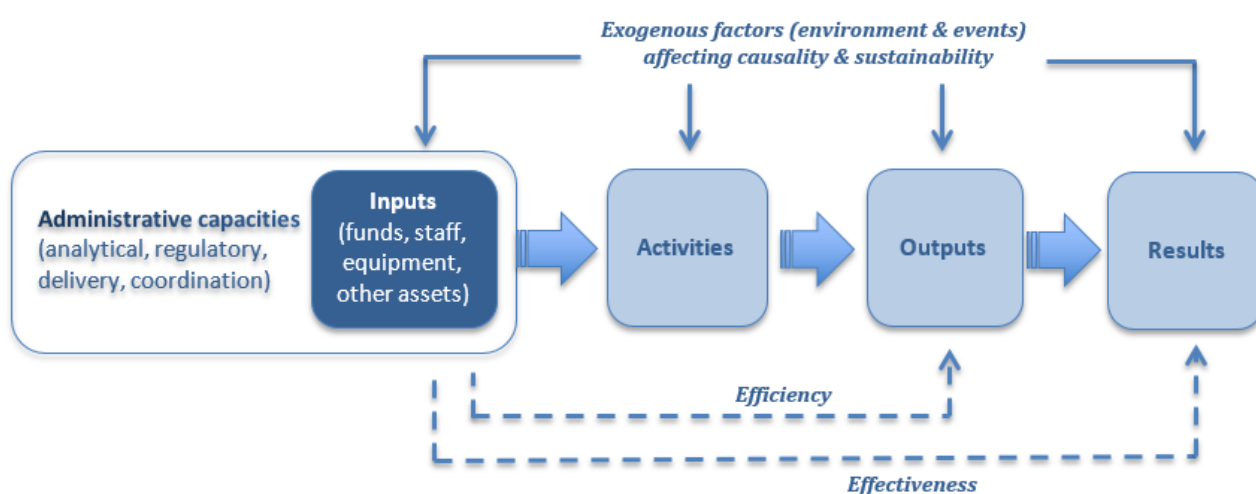 Exogenous factors (environment & events)
affecting causality & sustainability
Administrative capacities
(analytical, regulatory,
delivery, coordination)
Inputs
(funds, staff,
equipment,
other assets)
Activities
Outputs
Results
Efficiency
Effectiveness